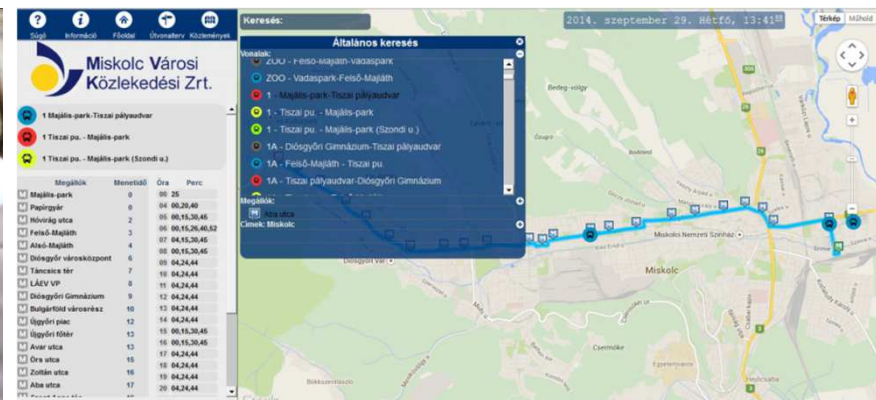 Súgó Információ Főoldal Útvonalterv Közlemények
Miskolc Városi
Közlekedési Zrt.
1 Majális-park-Tiszai pályaudvar
1 Tiszai pu. - Majális-park
1 Tiszai pu. - Majális-park (Szondi u.)
Megállók Menetidő Óra Perc
M Majális-park 0 00 25
M Papírgyár 0 04 00,20,40
M Hóvirág utca 2 05 00,15,30,45
M Felső-Majláth 3 06 00,15,26,40,52
M Alsó-Majláth 4 07 04,15,30,45
M Diósgyőr városközpont 6 08 00,15,30,45
M Táncsics tér 7 09 04,24,44
M LÁEV VP 8 10 04,24,44
M Diósgyőri Gimnázium 9 11 04,24,44
M Bulgárföld városrész 10 12 04,24,44
M Újgyőri piac 12 13 04,24,44
M Újgyőri főtér 13 14 04,24,44
M Avar utca 13 15 00,15,30,45
M Örs utca 15 16 00,15,30,45
M Zoltán utca 16 17 04,24,44
M Aba utca 17 18 04,24,44
19 04,24,44
20 04,24,44
Keresés:
2014. szeptember 29. Hétfő, 13:41
Térkép Műhold
Általános keresés
Vonalak:
ZOO - Felső-Majláth-Vadaspark
ZOO - Vadaspark-Felső-Majláth
1 - Majális-park-Tiszai pályaudvar
1 - Tiszai pu. - Majális-park
1 - Tiszai pu. - Majális-park (Szondi u.)
1A - Diósgyőri Gimnázium-Tiszai pályaudvar
1A - Felső-Majláth - Tiszai pu.
1A - Tiszai pályaudvar-Diósgyőri Gimnázium
Megállók:
Aba utca
Címek: Miskolc
Bedeg-völgy
Diósgyőri Vár
Miskolci Nemzeti Színház
Miskolc
Csermőke
Bükkszentlászló